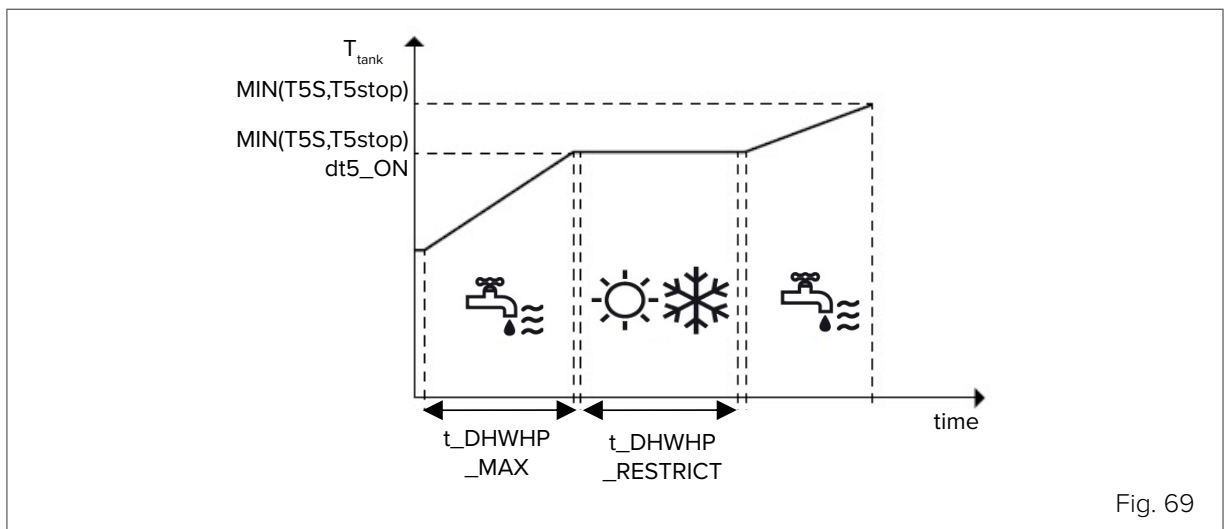 T_tank
MIN(T5S,T5stop)
MIN(T5S,T5stop)
dt5_ON
time
t_DHWHP
_MAX
t_DHWHP
_RESTRICT
Fig. 69